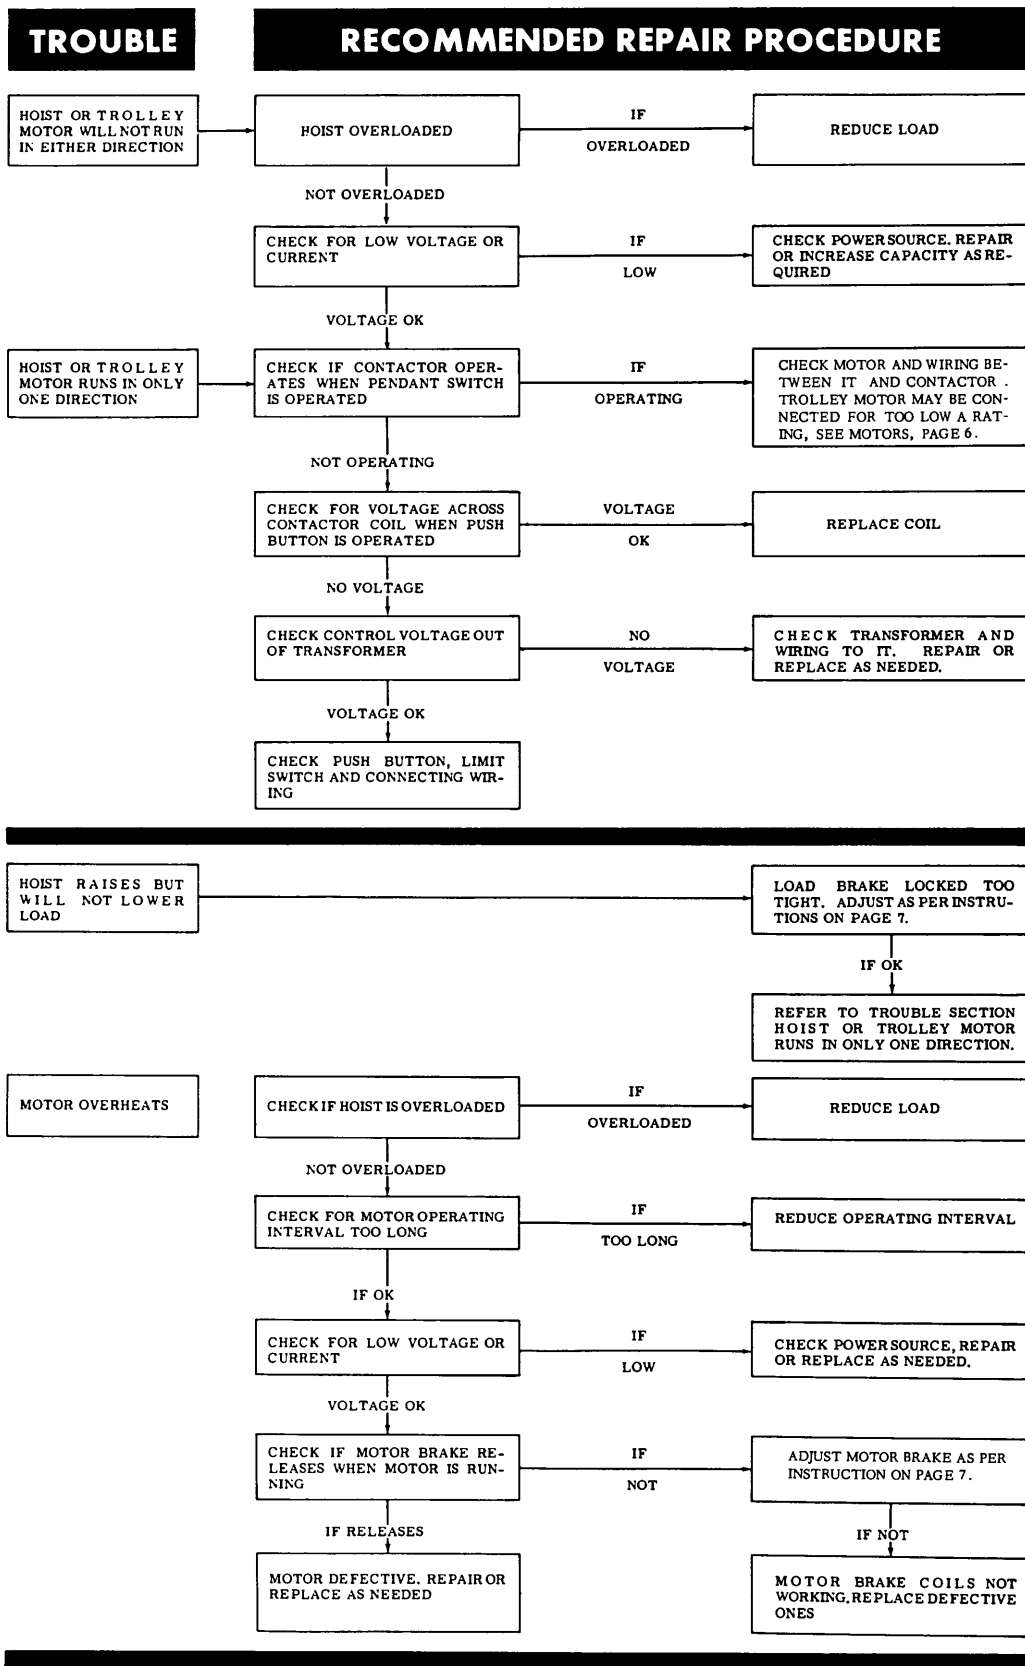 TROUBLE
RECOMMENDED REPAIR PROCEDURE
HOIST OR TROLLEY
MOTOR WILL NOT RUN
IN EITHER DIRECTION
HOIST OVERLOADED
IF
OVERLOADED
REDUCE LOAD
NOT OVERLOADED
CHECK FOR LOW VOLTAGE OR
CURRENT
IF
LOW
CHECK POWER SOURCE. REPAIR
OR INCREASE CAPACITY AS RE-
QUIRED
VOLTAGE OK
HOIST OR TROLLEY
MOTOR RUNS IN ONLY
ONE DIRECTION
CHECK IF CONTACTOR OPER-
ATES WHEN PENDANT SWITCH
IS OPERATED
IF
OPERATING
CHECK MOTOR AND WIRING BE-
TWEEN IT AND CONTACTOR .
TROLLEY MOTOR MAY BE CON-
NECTED FOR TOO LOW A RAT-
ING, SEE MOTORS, PAGE 6.
NOT OPERATING
CHECK FOR VOLTAGE ACROSS
CONTACTOR COIL WHEN PUSH
BUTTON IS OPERATED
VOLTAGE
OK
REPLACE COIL
NO VOLTAGE
CHECK CONTROL VOLTAGE OUT
OF TRANSFORMER
NO
VOLTAGE
CHECK TRANSFORMER AND
WIRING TO IT. REPAIR OR
REPLACE AS NEEDED.
VOLTAGE OK
CHECK PUSH BUTTON, LIMIT
SWITCH AND CONNECTING WIR-
ING
HOIST RAISES BUT
WILL NOT LOWER
LOAD
LOAD BRAKE LOCKED TOO
TIGHT. ADJUST AS PER INSTRU-
TIONS ON PAGE 7.
IF OK
REFER TO TROUBLE SECTION
HOIST OR TROLLEY MOTOR
RUNS IN ONLY ONE DIRECTION.
MOTOR OVERHEATS
CHECK IF HOIST IS OVERLOADED
IF
OVERLOADED
REDUCE LOAD
NOT OVERLOADED
CHECK FOR MOTOR OPERATING
INTERVAL TOO LONG
IF
TOO LONG
REDUCE OPERATING INTERVAL
IF OK
CHECK FOR LOW VOLTAGE OR
CURRENT
IF
LOW
CHECK POWER SOURCE, REPAIR
OR REPLACE AS NEEDED.
VOLTAGE OK
CHECK IF MOTOR BRAKE RE-
LEASES WHEN MOTOR IS RUN-
NING
IF
NOT
ADJUST MOTOR BRAKE AS PER
INSTRUCTION ON PAGE 7.
IF RELEASES
IF NOT
MOTOR DEFECTIVE. REPAIR OR
REPLACE AS NEEDED
MOTOR BRAKE COILS NOT
WORKING. REPLACE DEFECTIVE
ONES